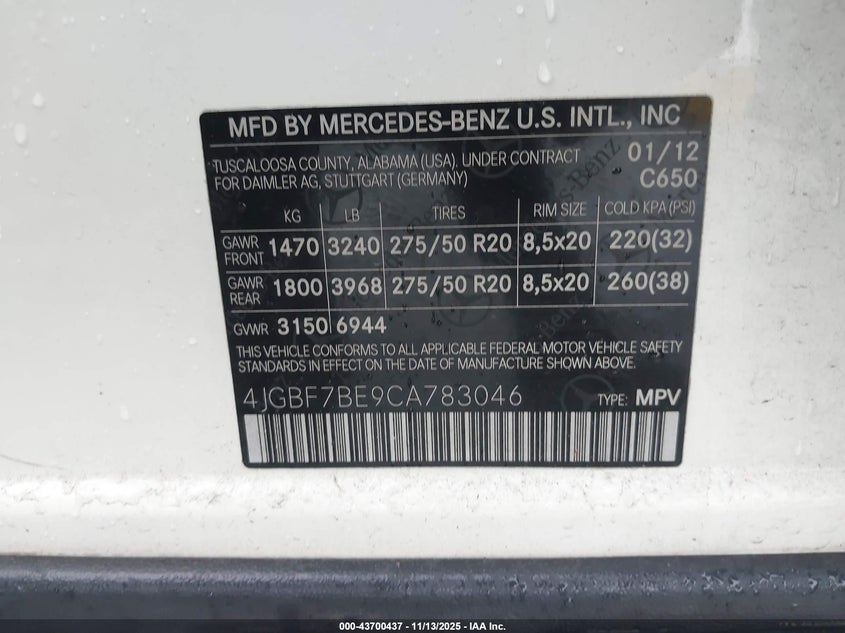 MFD BY MERCEDES-BENZ U.S. INTL., INC
TUSCALOOSA COUNTY, ALABAMA (USA). UNDER CONTRACT 01/12
FOR DAIMLER AG, STUTTGART (GERMANY) C650
KG LB TIRES RIM SIZE COLD KPA(PSI)
GAWR FRONT 1470 3240 275/50 R20 8,5x20 220(32)
GAWR REAR 1800 3968 275/50 R20 8,5x20 260(38)
GVWR 3150 6944
THIS VEHICLE CONFORMS TO ALL APPLICABLE FEDERAL MOTOR VEHICLE SAFETY
STANDARDS IN EFFECT ON THE DATE OF MANUFACTURE SHOWN ABOVE.
4JGBF7BE9CA783046 TYPE: MPV
000-43700437 - 11/13/2025 - IAA Inc.